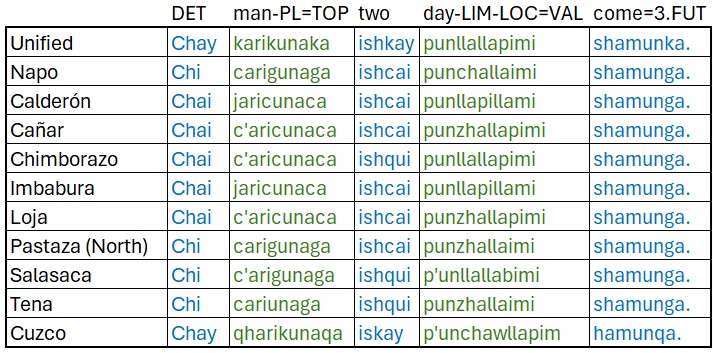 DET man-PL=TOP two day-LIM-LOC=VAL come=3.FUT
Unified Chay karikunaka ishkay punllallapimi shamunka.
Napo Chi carigunaga ishcai punchallaimi shamunga.
Calderón Chai jaricunaca ishcai punllapillami shamunga.
Cañar Chai c'aricunaca ishcai punzhallapimi shamunga.
Chimborazo Chai c'aricunaca ishqui punllallapimi shamunga.
Imbabura Chai jaricunaca ishcai punllapillami shamunga.
Loja Chai c'aricunaca ishcai punzhallapimi shamunga.
Pastaza (North) Chi carigunaga ishcai punzhallaimi shamunga.
Salasaca Chi c'arigunaga ishqui p'unllallabimi shamunga.
Tena Chi cariunaga ishqui punzhallaimi shamunga.
Cuzco Chay qharikunaqa iskay p'unchawllapim hamunqa.